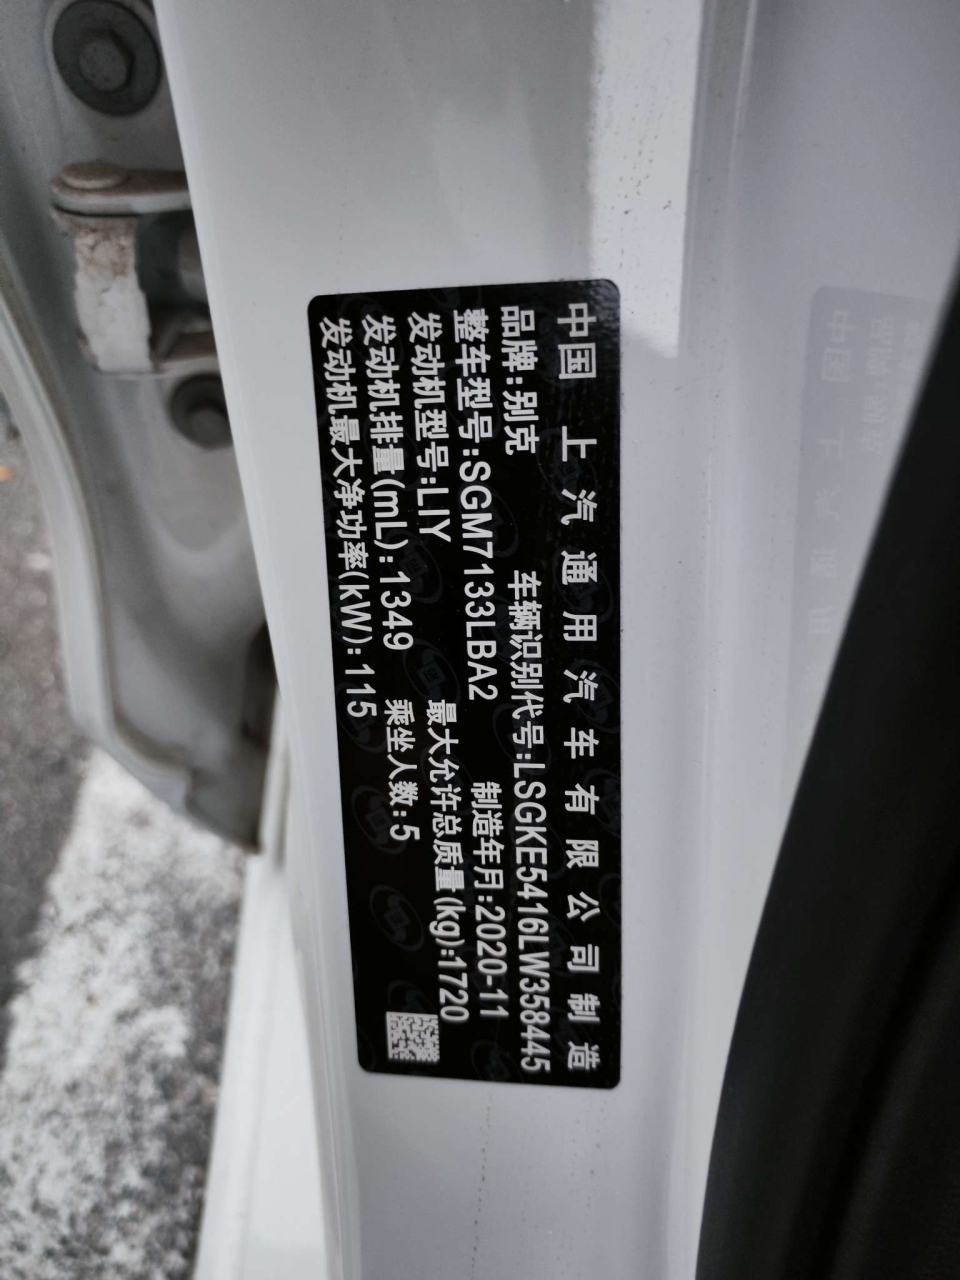 中国 上汽通用汽车有限公司制造
品牌:别克 车辆识别代号:LSGKE5416LW358445
整车型号:SGM7133LBA2 制造年月:2020-11
发动机型号:LIY 最大允许总质量(kg):1720
发动机排量(mL):1349 乘坐人数:5
发动机最大净功率(kW):115